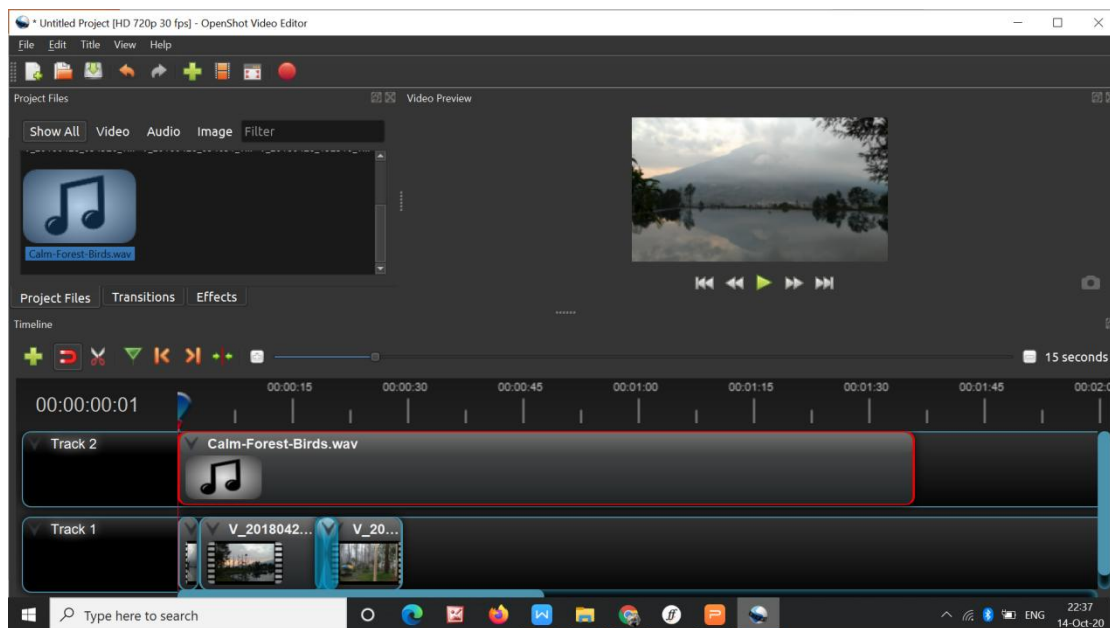 * Untitled Project [HD 720p 30 fps] - OpenShot Video Editor
File Edit Title View Help
Project Files
Video Preview
Show All Video Audio Image Filter
Calm-Forest-Birds.wav
Project Files Transitions Effects
Timeline
15 seconds
00:00:00:01
00:00:15 00:00:30 00:00:45 00:01:00 00:01:15 00:01:30 00:01:45
Track 2
Calm-Forest-Birds.wav
Track 1
V_2018042... V_20...
Type here to search
ENG
22:37
14-Oct-20